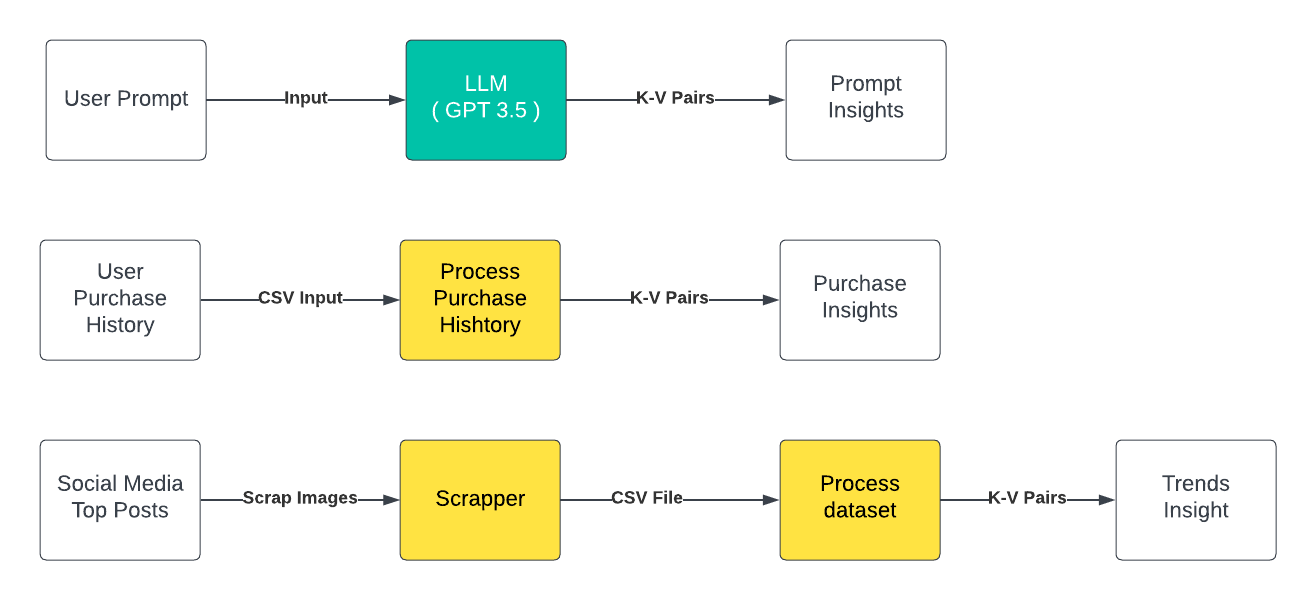 User Prompt
Input
LLM
( GPT 3.5 )
K-V Pairs
Prompt
Insights
User
Purchase
History
CSV Input
Process
Purchase
Hishtory
K-V Pairs
Purchase
Insights
Social Media
Top Posts
Scrap Images
Scrapper
CSV File
Process
dataset
K-V Pairs
Trends
Insight